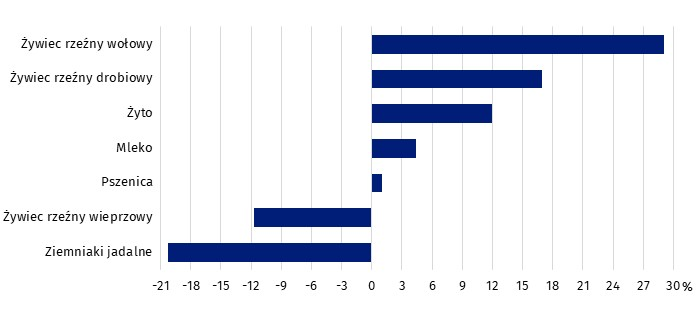 Żywiec rzeźny wołowy
Żywiec rzeźny drobiowy
Żyto
Mleko
Pszenica
Żywiec rzeźny wieprzowy
Ziemniaki jadalne
-21 -18 -15 -12 -9 -6 -3 0 3 6 9 12 15 18 21 24 27 30 %